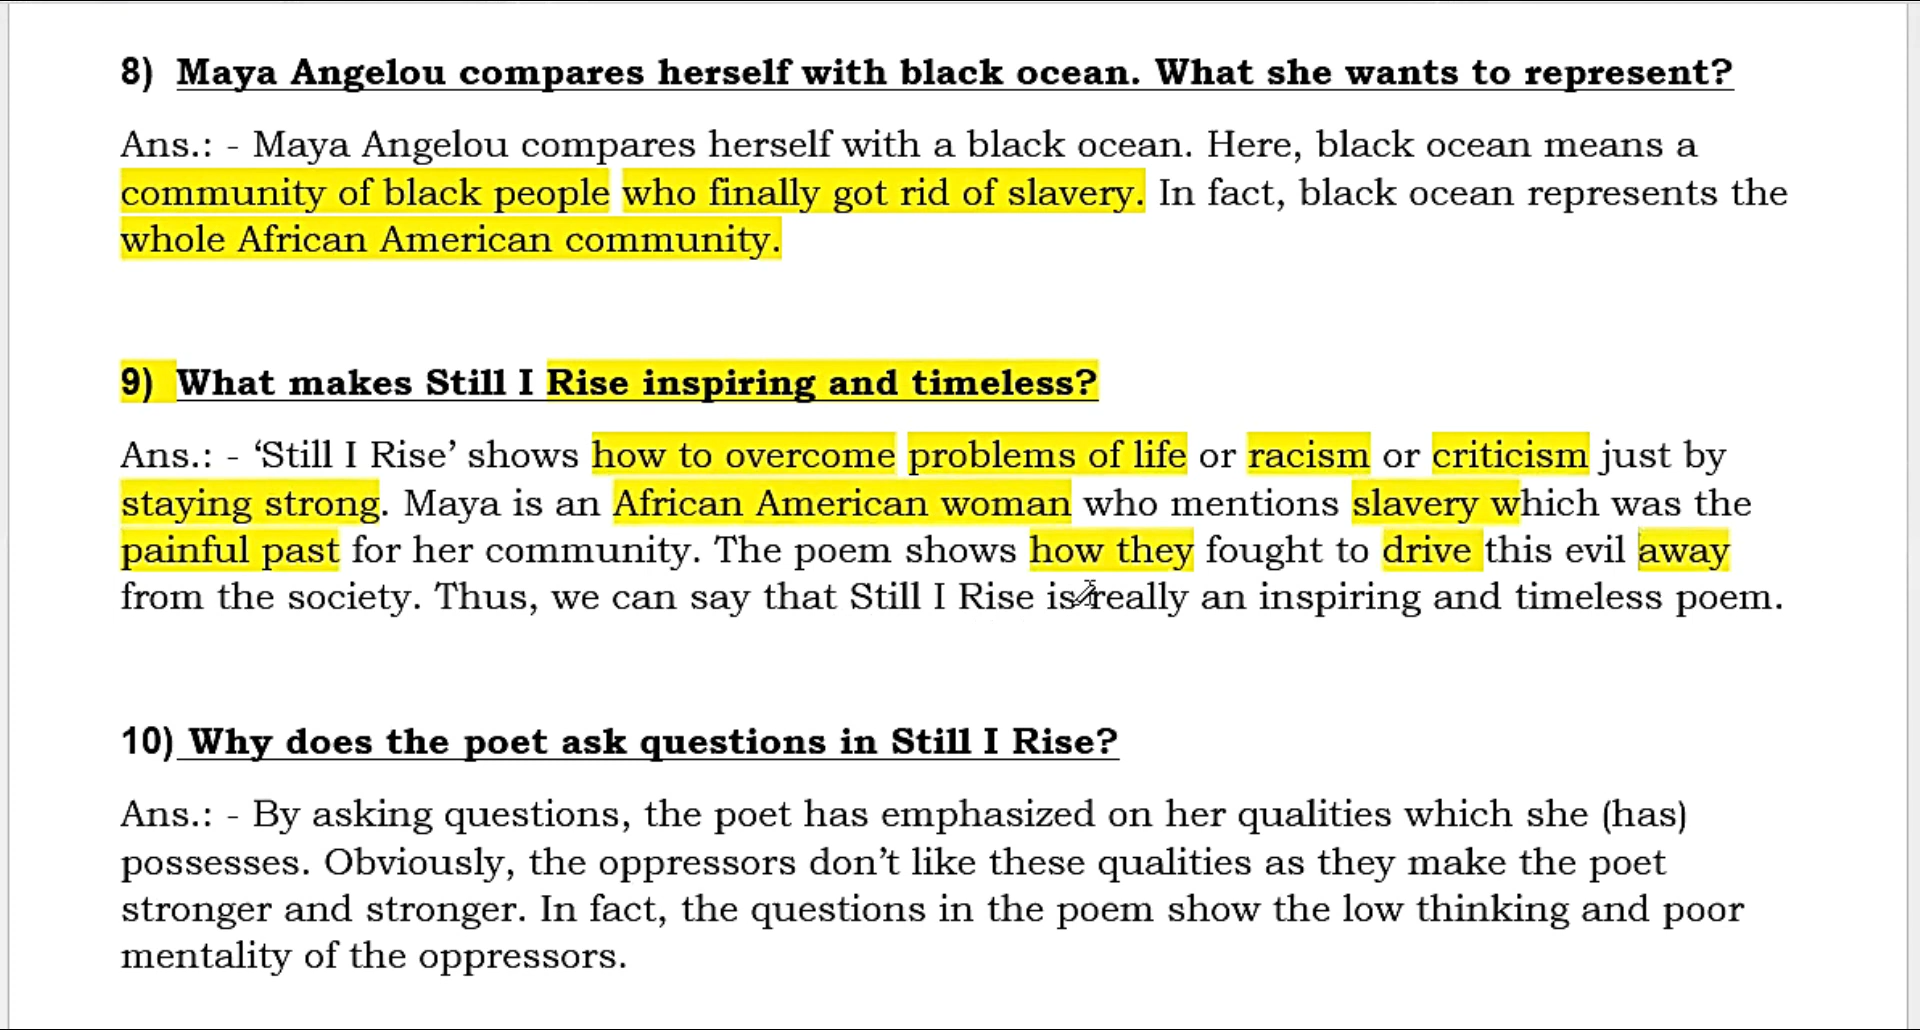 8) Maya Angelou compares herself with black ocean. What she wants to represent?
Ans.: - Maya Angelou compares herself with a black ocean. Here, black ocean means a
community of black people who finally got rid of slavery. In fact, black ocean represents the
whole African American community.
9) What makes Still I Rise inspiring and timeless?
Ans.: - ‘Still I Rise’ shows how to overcome problems of life or racism or criticism just by
staying strong. Maya is an African American woman who mentions slavery which was the
painful past for her community. The poem shows how they fought to drive this evil away
from the society. Thus, we can say that Still I Rise is really an inspiring and timeless poem.
10) Why does the poet ask questions in Still I Rise?
Ans.: - By asking questions, the poet has emphasized on her qualities which she (has)
possesses. Obviously, the oppressors don’t like these qualities as they make the poet
stronger and stronger. In fact, the questions in the poem show the low thinking and poor
mentality of the oppressors.